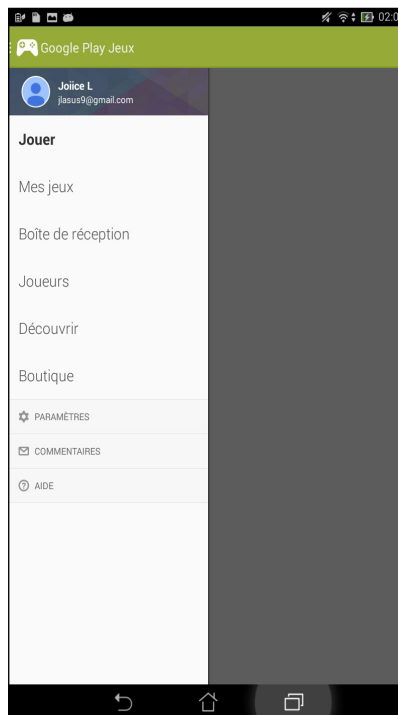 02:0
Google Play Jeux
Joiice L
jlasus9@gmail.com
Jouer
Mes jeux
Boîte de réception
Joueurs
Découvrir
Boutique
PARAMÈTRES
COMMENTAIRES
AIDE